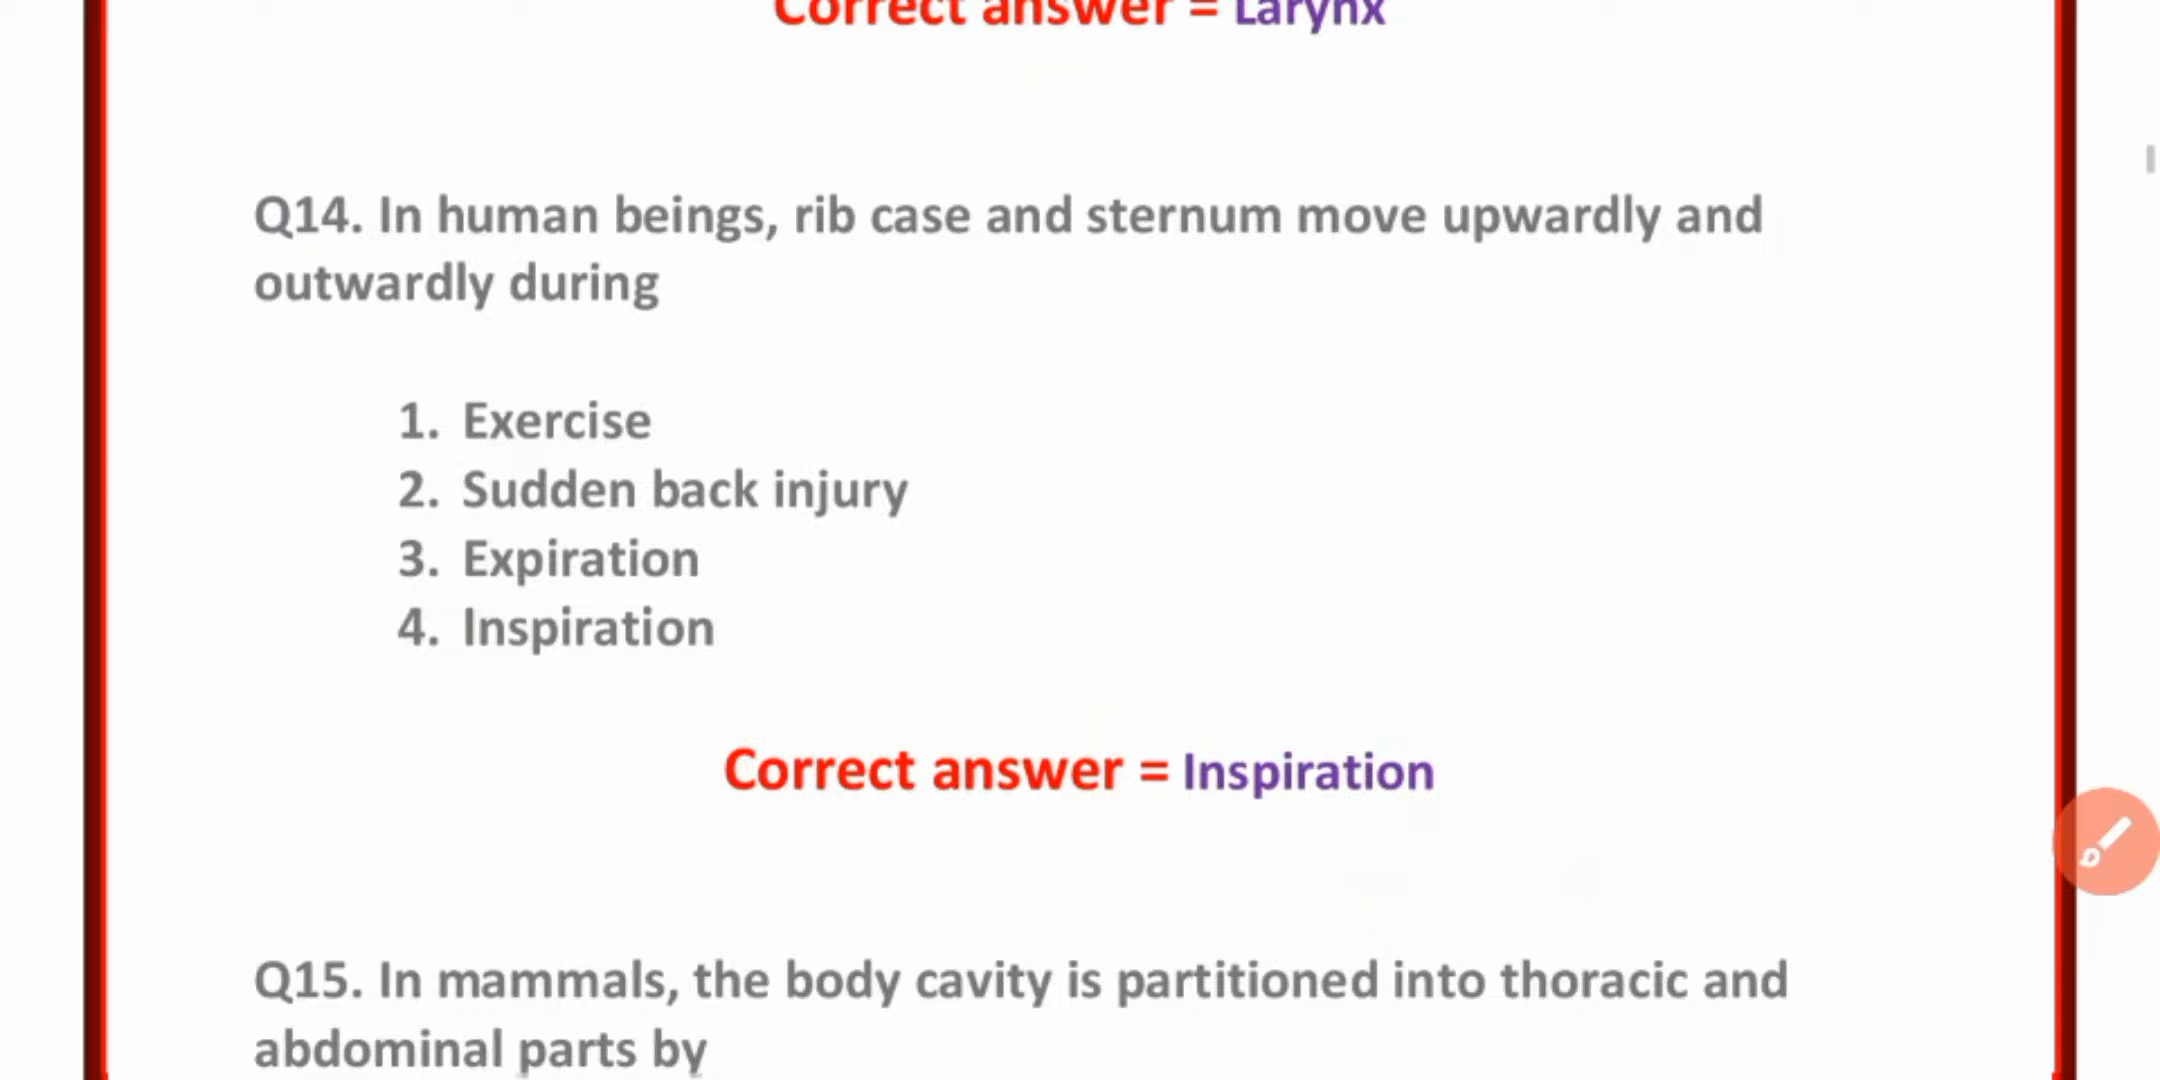 Correct answer = Larynx
Q14. In human beings, rib case and sternum move upwardly and
outwardly during
1. Exercise
2. Sudden back injury
3. Expiration
4. Inspiration
Correct answer = Inspiration
Q15. In mammals, the body cavity is partitioned into thoracic and
abdominal parts by